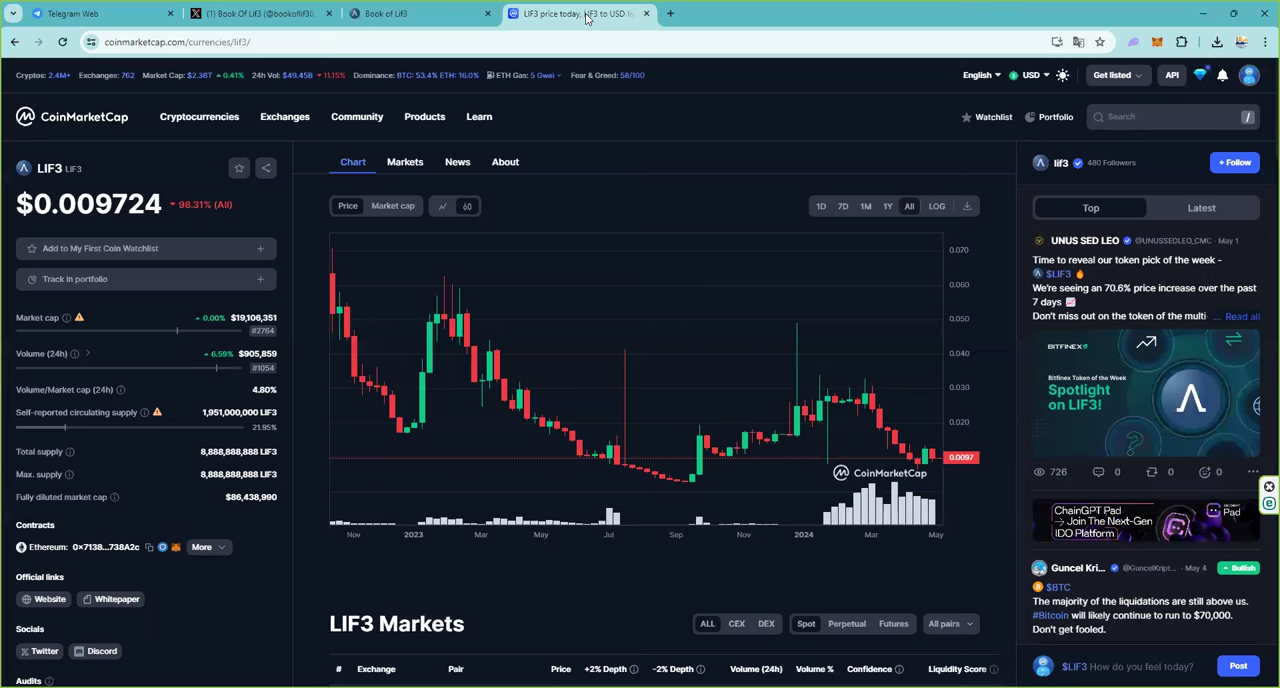 Telegram Web
(1) Book Of Lif3 (@bookoflif3)
Book of Lif3
LIF3 price today, LIF3 to USD li
coinmarketcap.com/currencies/lif3/
Cryptos: 2.4M+ Exchanges: 762 Market Cap: $2.36T 0.41% 24h Vol: $49.45B 11.15% Dominance: BTC: 53.4% ETH: 16.0% ETH Gas: 5 Gwei Fear & Greed: 58/100
English USD Get listed API
CoinMarketCap
Cryptocurrencies Exchanges Community Products Learn
Watchlist Portfolio Search /
LIF3 LIF3
$0.009724 98.31% (All)
Add to My First Coin Watchlist +
Track in portfolio +
Market cap 0.00% $19,106,351
#2764
Volume (24h) 6.59% $905,859
#1054
Volume/Market cap (24h) 4.80%
Self-reported circulating supply 1,951,000,000 LIF3
21.95%
Total supply 8,888,888,888 LIF3
Max. supply 8,888,888,888 LIF3
Fully diluted market cap $86,438,990
Contracts
Ethereum: 0x7138...738A2c More
Official links
Website Whitepaper
Socials
Twitter Discord
Audits
Chart Markets News About
Price Market cap
1D 7D 1M 1Y All LOG
0.070
0.060
0.050
0.040
0.030
0.020
0.0097
CoinMarketCap
Nov 2023 Mar May Jul Sep Nov 2024 Mar May
LIF3 Markets
ALL CEX DEX Spot Perpetual Futures All pairs
# Exchange Pair Price +2% Depth -2% Depth Volume (24h) Volume % Confidence Liquidity Score
lif3 480 Followers + Follow
Top Latest
UNUS SED LEO @UNUSSEDLEO_CMC · May 1
Time to reveal our token pick of the week -
$LIF3
We're seeing an 70.6% price increase over the past
7 days
Don't miss out on the token of the multi- ... Read all
BITFINEX
Bitfinex Token of the Week
Spotlight
on LIF3!
726 0 0 0 ...
ChainGPT Pad
→ Join The Next-Gen
IDO Platform
Pad
Guncel Kri... @GuncelKript... · May 4 Bullish
$BTC
The majority of the liquidations are still above us.
#Bitcoin will likely continue to run to $70,000.
Don't get fooled.
$LIF3 How do you feel today? Post